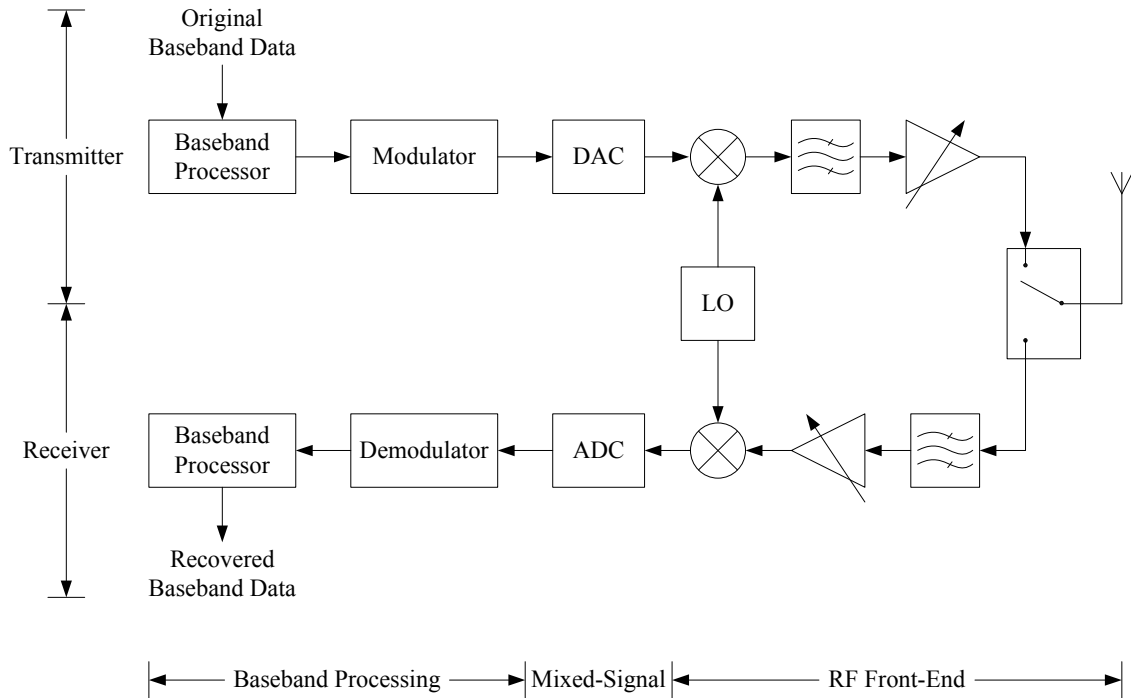 Original
Baseband Data
Transmitter
Baseband
Processor
Modulator
DAC
LO
Receiver
Baseband
Processor
Demodulator
ADC
Recovered
Baseband Data
Baseband Processing
Mixed-Signal
RF Front-End